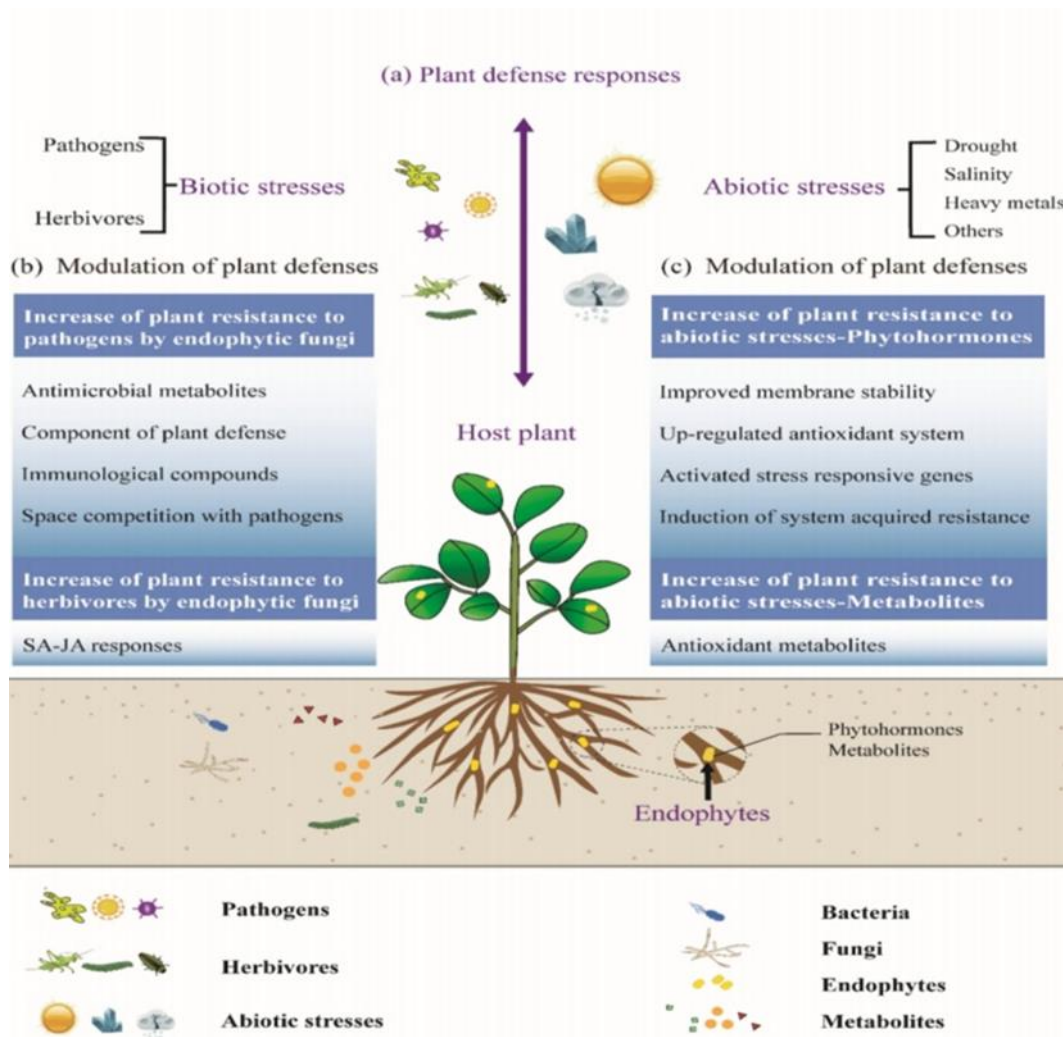 (a) Plant defense responses
Pathogens
Biotic stresses
Herbivores
Abiotic stresses
Drought
Salinity
Heavy metals
Others
(b) Modulation of plant defenses
Increase of plant resistance to
pathogens by endophytic fungi
Antimicrobial metabolites
Component of plant defense
Immunological compounds
Space competition with pathogens
Increase of plant resistance to
herbivores by endophytic fungi
SA-JA responses
(c) Modulation of plant defenses
Increase of plant resistance to
abiotic stresses-Phytohormones
Improved membrane stability
Up-regulated antioxidant system
Activated stress responsive genes
Induction of system acquired resistance
Increase of plant resistance to
abiotic stresses-Metabolites
Antioxidant metabolites
Host plant
Phytohormones
Metabolites
Endophytes
Pathogens
Herbivores
Abiotic stresses
Bacteria
Fungi
Endophytes
Metabolites